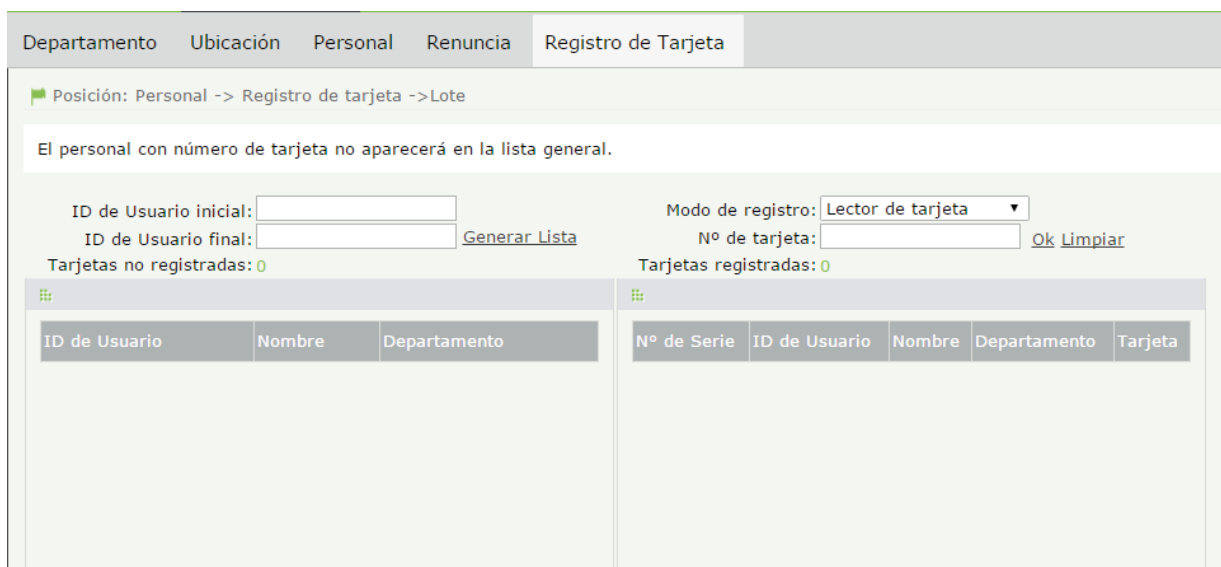 Departamento Ubicación Personal Renuncia Registro de Tarjeta
Posición: Personal -> Registro de tarjeta ->Lote
El personal con número de tarjeta no aparecerá en la lista general.
ID de Usuario inicial: Modo de registro: Lector de tarjeta
ID de Usuario final: Generar Lista Nº de tarjeta: Ok Limpiar
Tarjetas no registradas: 0 Tarjetas registradas: 0
ID de Usuario Nombre Departamento Nº de Serie ID de Usuario Nombre Departamento Tarjeta